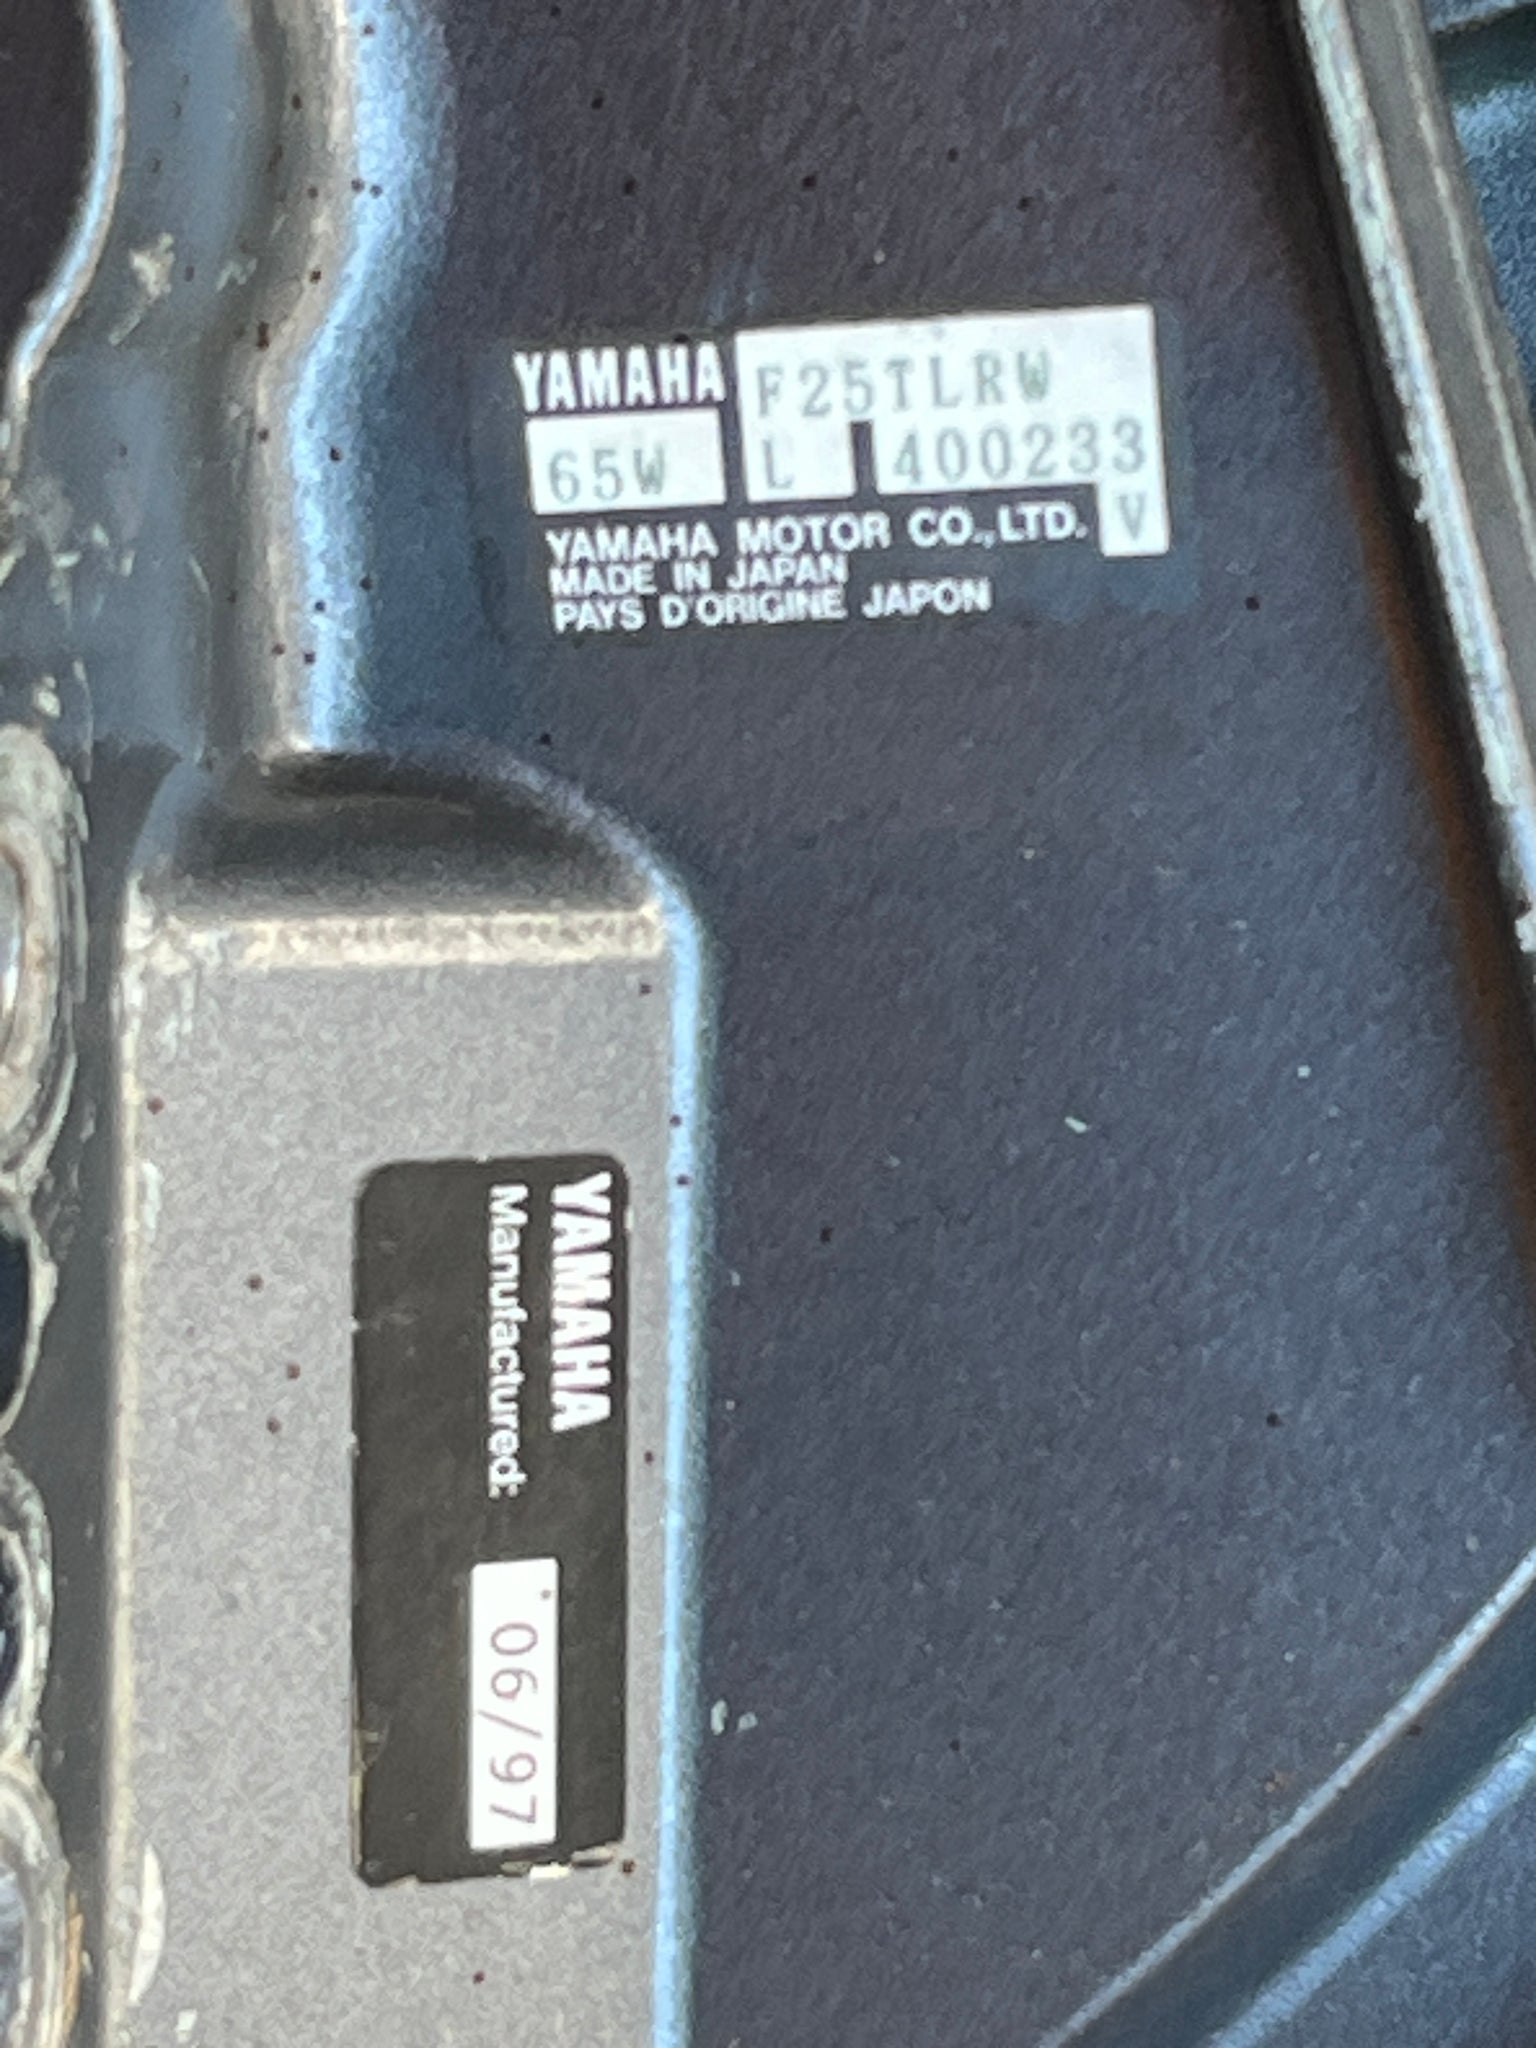 YAMAHA F25TLRW
65W L 400233
YAMAHA MOTOR CO.,LTD. V
MADE IN JAPAN
PAYS D'ORIGINE JAPON
YAMAHA
Manufactured: 06/97